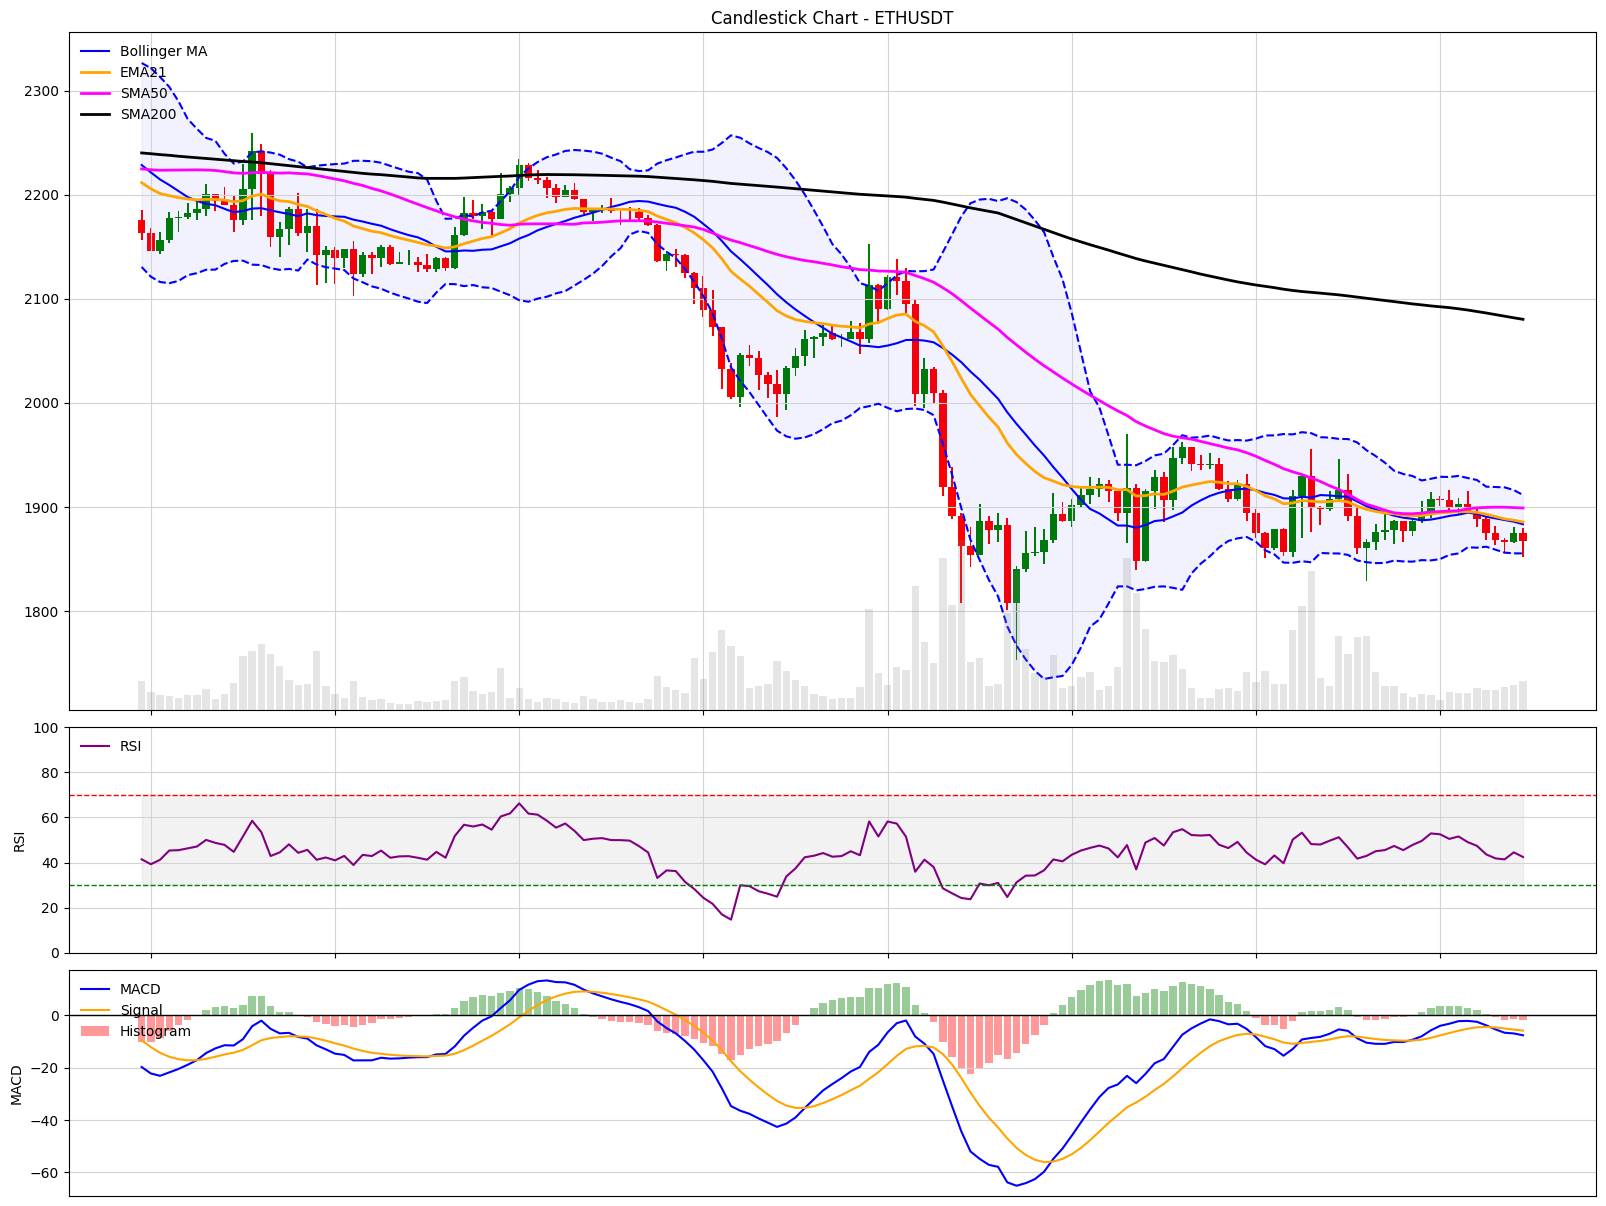 Candlestick Chart - ETHUSDT
Bollinger MA
EMA21
SMA50
SMA200
2300
2200
2100
2000
1900
1800
100
80
60
40
20
0
RSI
RSI
MACD
Signal
Histogram
0
−20
−40
−60
MACD